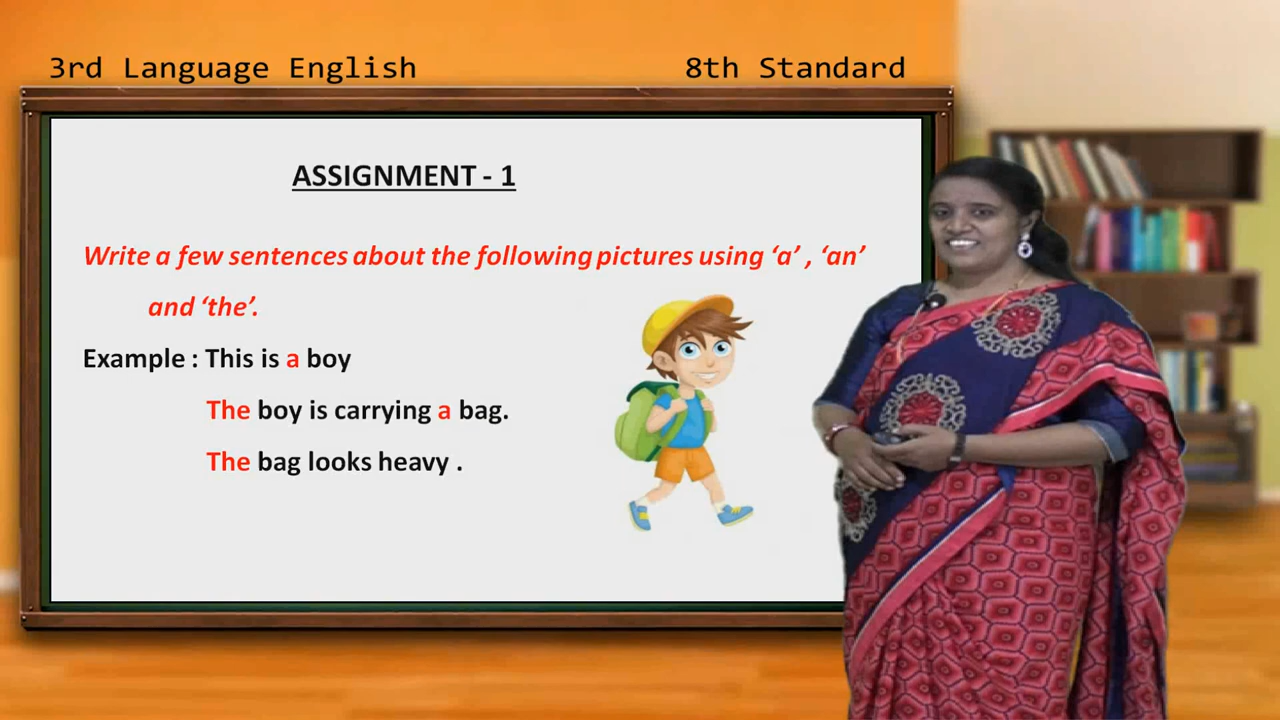 3rd Language English
8th Standard
ASSIGNMENT - 1
Write a few sentences about the following pictures using ‘a’ , ‘an’
and ‘the’.
Example : This is a boy
The boy is carrying a bag.
The bag looks heavy .